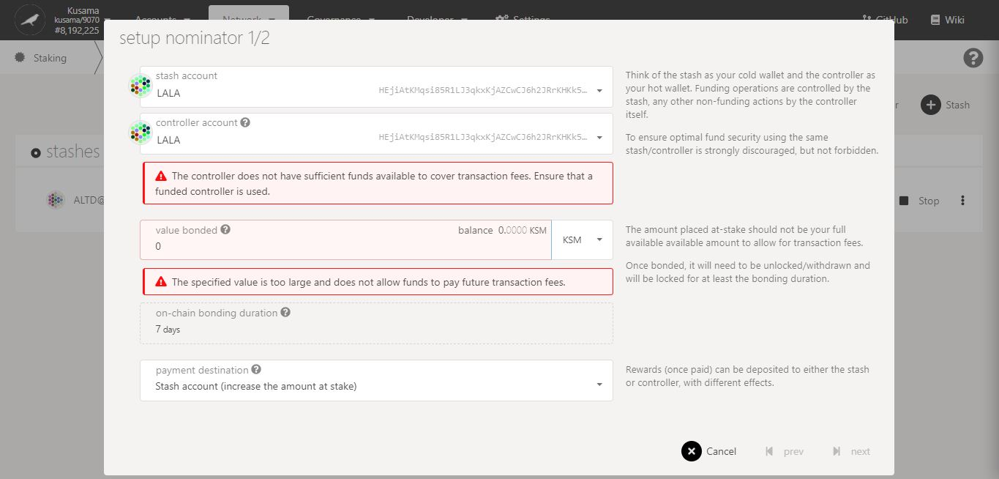 Kusama
kusama/9070
#8,192,225
Accounts
Network
Governance
Developer
Settings
GitHub
Wiki
Staking
setup nominator 1/2
stash account
LALA
HEjiAtKMqsi85R1LJ3qkxKjAZCwCJ6h2JRrKHKk5…
Think of the stash as your cold wallet and the controller as
your hot wallet. Funding operations are controlled by the
stash, any other non-funding actions by the controller
itself.
controller account
LALA
HEjiAtKMqsi85R1LJ3qkxKjAZCwCJ6h2JRrKHKk5…
To ensure optimal fund security using the same
stash/controller is strongly discouraged, but not forbidden.
r
Stash
stashes
The controller does not have sufficient funds available to cover transaction fees. Ensure that a
funded controller is used.
ALTD@
Stop
value bonded
0
balance 0.0000 KSM
KSM
The amount placed at-stake should not be your full
available available amount to allow for transaction fees.
Once bonded, it will need to be unlocked/withdrawn and
will be locked for at least the bonding duration.
The specified value is too large and does not allow funds to pay future transaction fees.
on-chain bonding duration
7 days
payment destination
Stash account (increase the amount at stake)
Rewards (once paid) can be deposited to either the stash
or controller, with different effects.
Cancel
prev
next